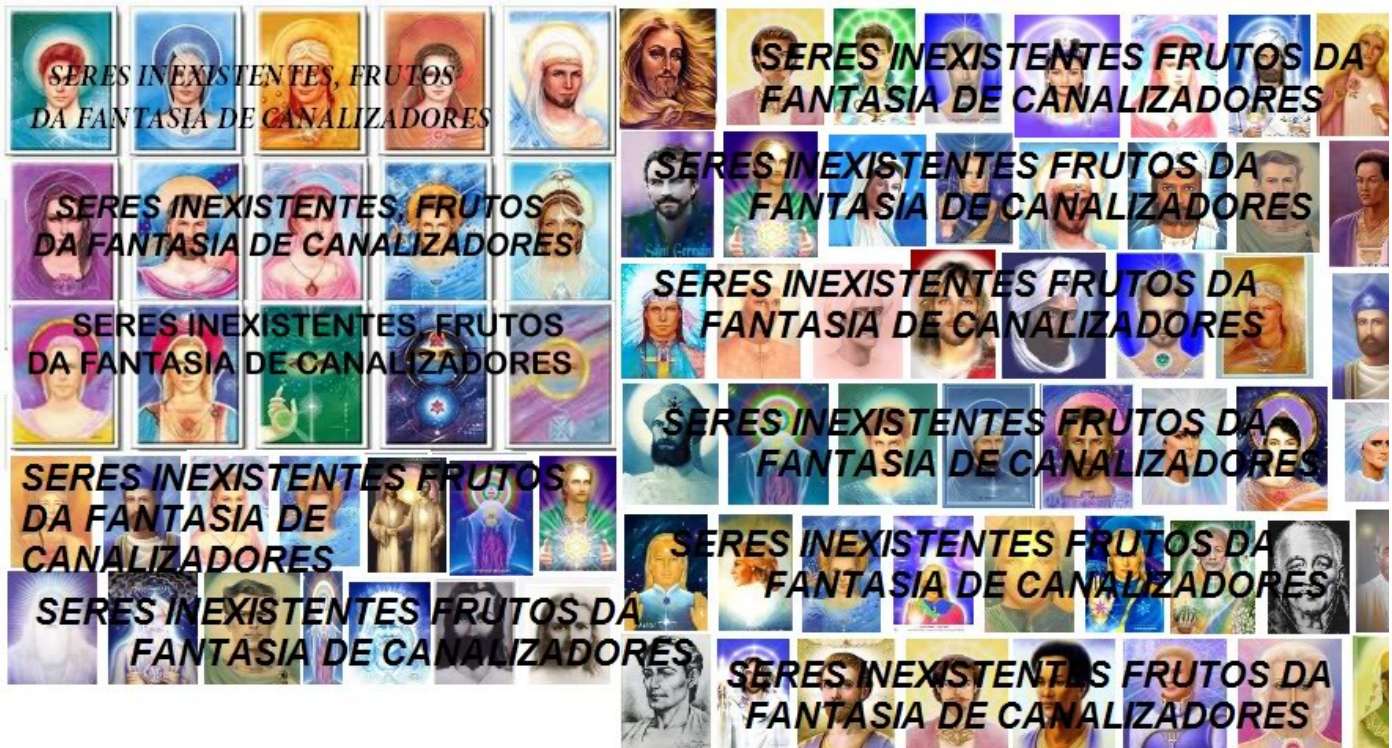 SERES INEXISTENTES, FRUTOS
DA FANTASIA DE CANALIZADORES
SERES INEXISTENTES, FRUTOS
DA FANTASIA DE CANALIZADORES
SERES INEXISTENTES, FRUTOS
DA FANTASIA DE CANALIZADORES
SERES INEXISTENTES FRUTOS
DA FANTASIA DE
CANALIZADORES
SERES INEXISTENTES FRUTOS DA
FANTASIA DE CANALIZADORES
SERES INEXISTENTES FRUTOS DA
FANTASIA DE CANALIZADORES
SERES INEXISTENTES FRUTOS DA
FANTASIA DE CANALIZADORES
Saint Germain
SERES INEXISTENTES FRUTOS DA
FANTASIA DE CANALIZADORES
SERES INEXISTENTES FRUTOS DA
FANTASIA DE CANALIZADORES
SERES INEXISTENTES FRUTOS DA
FANTASIA DE CANALIZADORES
SERES INEXISTENTES FRUTOS DA
FANTASIA DE CANALIZADORES